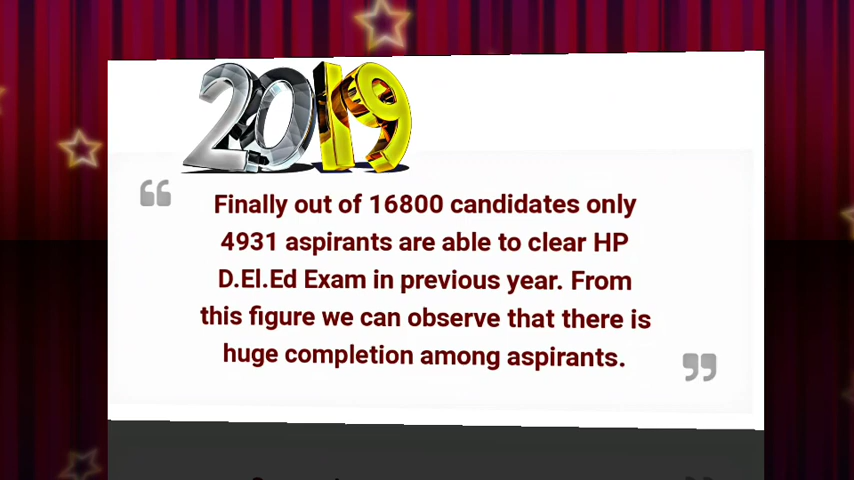 2019
“
Finally out of 16800 candidates only
4931 aspirants are able to clear HP
D.El.Ed Exam in previous year. From
this figure we can observe that there is
huge completion among aspirants.
”